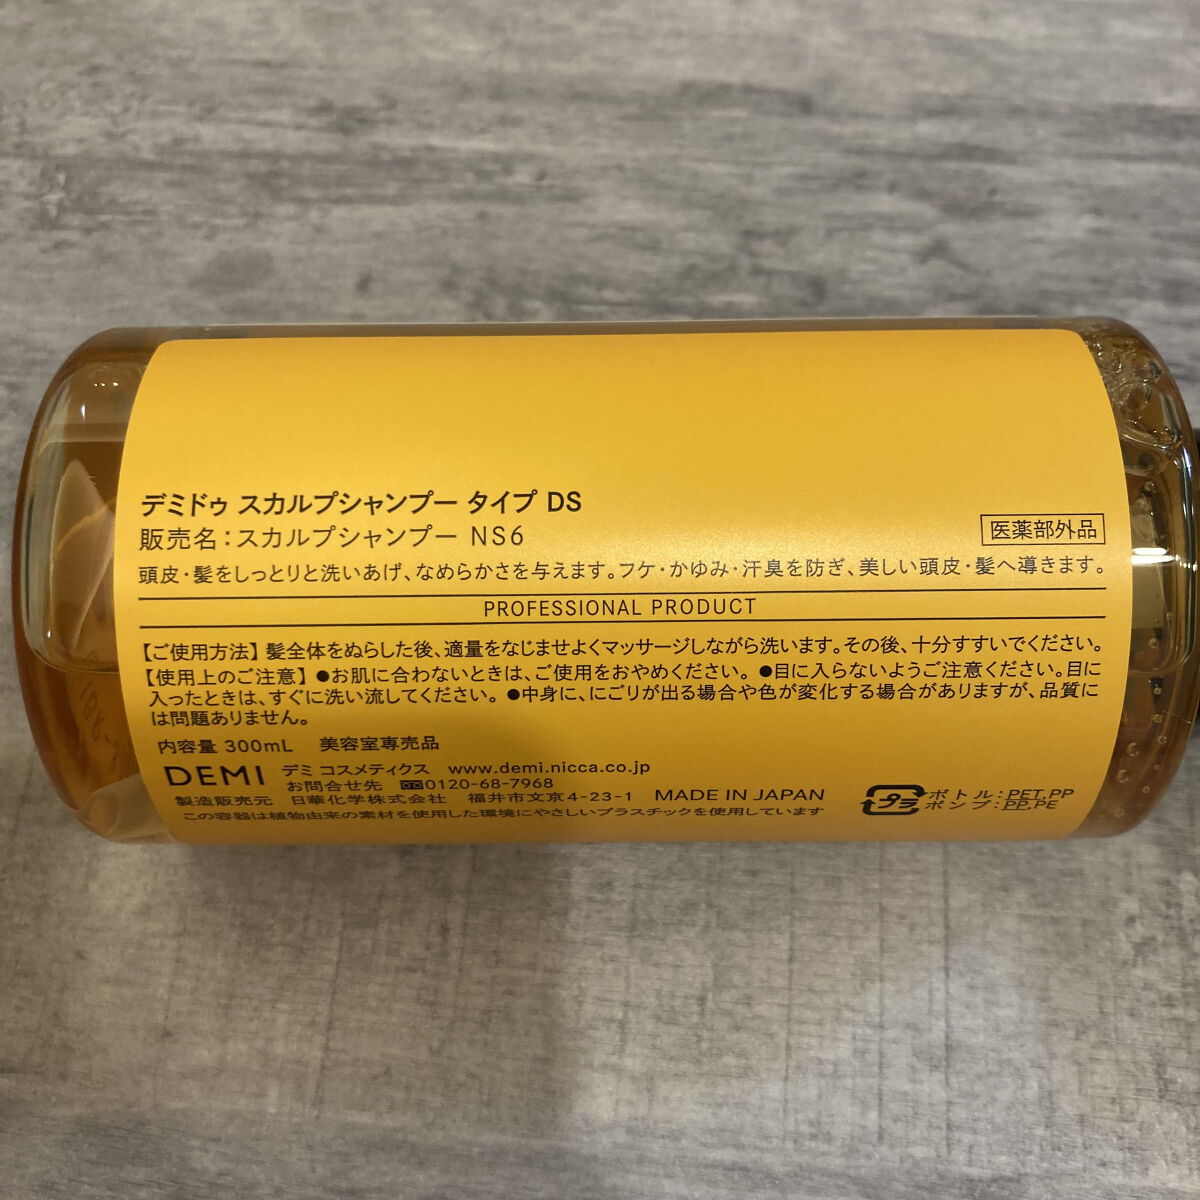 デミドゥ スカルプシャンプー タイプ DS
販売名：スカルプシャンプー NS6
医薬部外品
頭皮・髪をしっとりと洗いあげ、なめらかさを与えます。フケ・かゆみ・汗臭を防ぎ、美しい頭皮・髪へ導きます。
PROFESSIONAL PRODUCT
【ご使用方法】髪全体をぬらした後、適量をなじませよくマッサージしながら洗います。その後、十分すすいでください。
【使用上のご注意】●お肌に合わないときは、ご使用をおやめください。●目に入らないようご注意ください。目に
入ったときは、すぐに洗い流してください。●中身に、にごりが出る場合や色が変化する場合がありますが、品質に
は問題ありません。
内容量 300mL 美容室専売品
DEMI デミ コスメティクス www.demi.nicca.co.jp
お問合せ先 0120-68-7968
製造販売元 日華化学株式会社 福井市文京4-23-1 MADE IN JAPAN
この容器は植物由来の素材を使用した環境にやさしいプラスチックを使用しています
プラ
ボトル：PET,PP
ポンプ：PP,PE